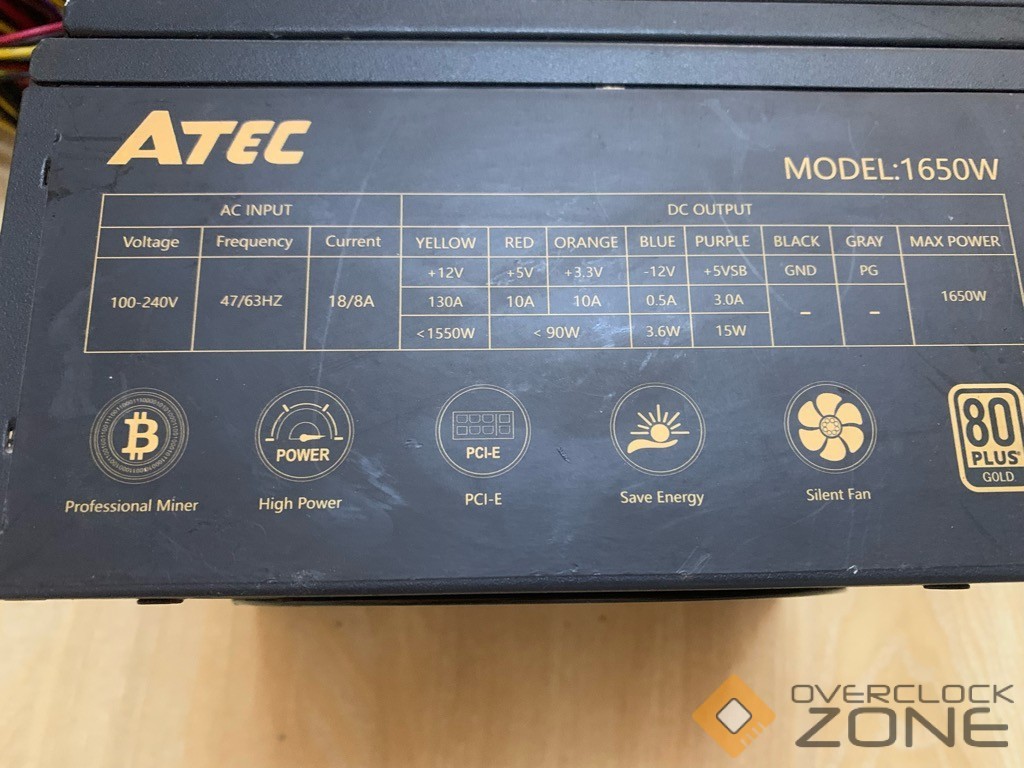 ATEC
MODEL:1650W
AC INPUT DC OUTPUT
Voltage Frequency Current YELLOW RED ORANGE BLUE PURPLE BLACK GRAY MAX POWER
100-240V 47/63HZ 18/8A +12V +5V +3.3V -12V +5VSB GND PG 1650W
130A 10A 10A 0.5A 3.0A – –
<1550W < 90W 3.6W 15W
POWER
PCI-E
80
PLUS
GOLD
Professional Miner High Power PCI-E Save Energy Silent Fan
OVERCLOCK
ZONE